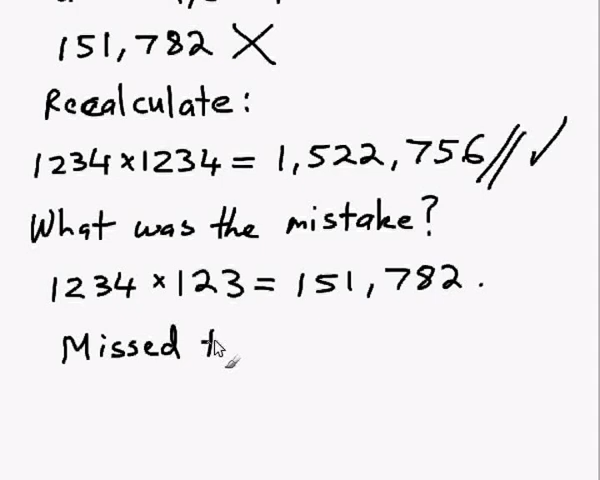 151,782 X
Recalculate:
1234×1234 = 1,522,756// ✓
What was the mistake?
1234 × 123 = 151,782.
Missed t